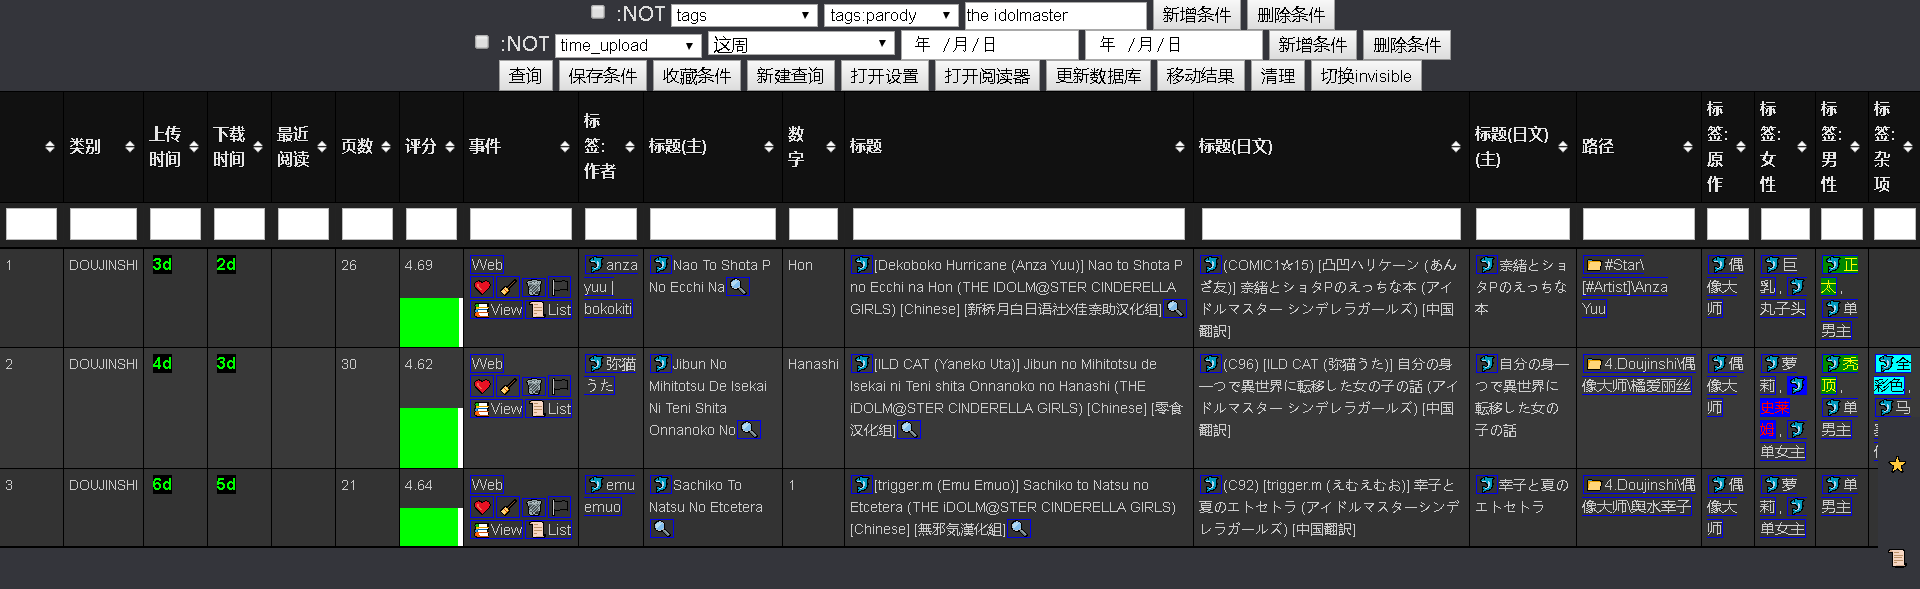 :NOT tags tags:parody the idolmaster 新增条件 删除条件
:NOT time_upload 这周 年 /月/日 年 /月/日 新增条件 删除条件
查询 保存条件 收藏条件 新建查询 打开设置 打开阅读器 更新数据库 移动结果 清理 切换invisible
类别
上传
时间
下载
时间
最近
阅读
页数
评分
事件
标
签:
作者
标题(主)
数
字
标题
标题(日文)
标题(日文)
(主)
路径
标
签:
原
作
标
签:
女
性
标
签:
男
性
标
签:
杂
项
1
DOUJINSHI
3d
2d
26
4.69
Web
View List
anza
yuu |
bokokiti
Nao To Shota P
No Ecchi Na
Hon
[Dekoboko Hurricane (Anza Yuu)] Nao to Shota P
no Ecchi na Hon (THE IDOLM@STER CINDERELLA
GIRLS) [Chinese] [新桥月白日语社X佳奈助汉化组]
(COMIC1☆15) [凸凹ハリケーン (あん
ざ友)] 奈緒とショタPのえっちな本 (アイ
ドルマスター シンデレラガールズ) [中国
翻訳]
奈緒とショ
タPのえっちな
本
#Star\
[#Artist]\Anza
Yuu
偶
像大
师
巨
乳,
丸子头
正
太,
单
男主
2
DOUJINSHI
4d
3d
30
4.62
Web
View List
弥猫
うた
Jibun No
Mihitotsu De Isekai
Ni Teni Shita
Onnanoko No
Hanashi
[ILD CAT (Yaneko Uta)] Jibun no Mihitotsu de
Isekai ni Teni shita Onnanoko no Hanashi (THE
iDOLM@STER CINDERELLA GIRLS) [Chinese] [零食
汉化组]
(C96) [ILD CAT (弥猫うた)] 自分の身
一つで異世界に転移した女の子の話 (アイ
ドルマスター シンデレラガールズ) [中国
翻訳]
自分の身一
つで異世界に
転移した女の
子の話
4.Doujinshi\偶
像大师\橘爱丽丝
偶
像大
师
萝
莉,
史莱
姆,
单女主
秃
顶,
单
男主
全
彩色,
马
3
DOUJINSHI
6d
5d
21
4.64
Web
View List
emu
emuo
Sachiko To
Natsu No Etcetera
1
[trigger.m (Emu Emuo)] Sachiko to Natsu no
Etcetera (THE iDOLM@STER CINDERELLA GIRLS)
[Chinese] [無邪気漢化組]
(C92) [trigger.m (えむえむお)] 幸子と
夏のエトセトラ (アイドルマスターシンデ
レラガールズ) [中国翻訳]
幸子と夏の
エトセトラ
4.Doujinshi\偶
像大师\舆水幸子
偶
像大
师
萝
莉,
单女主
单
男主